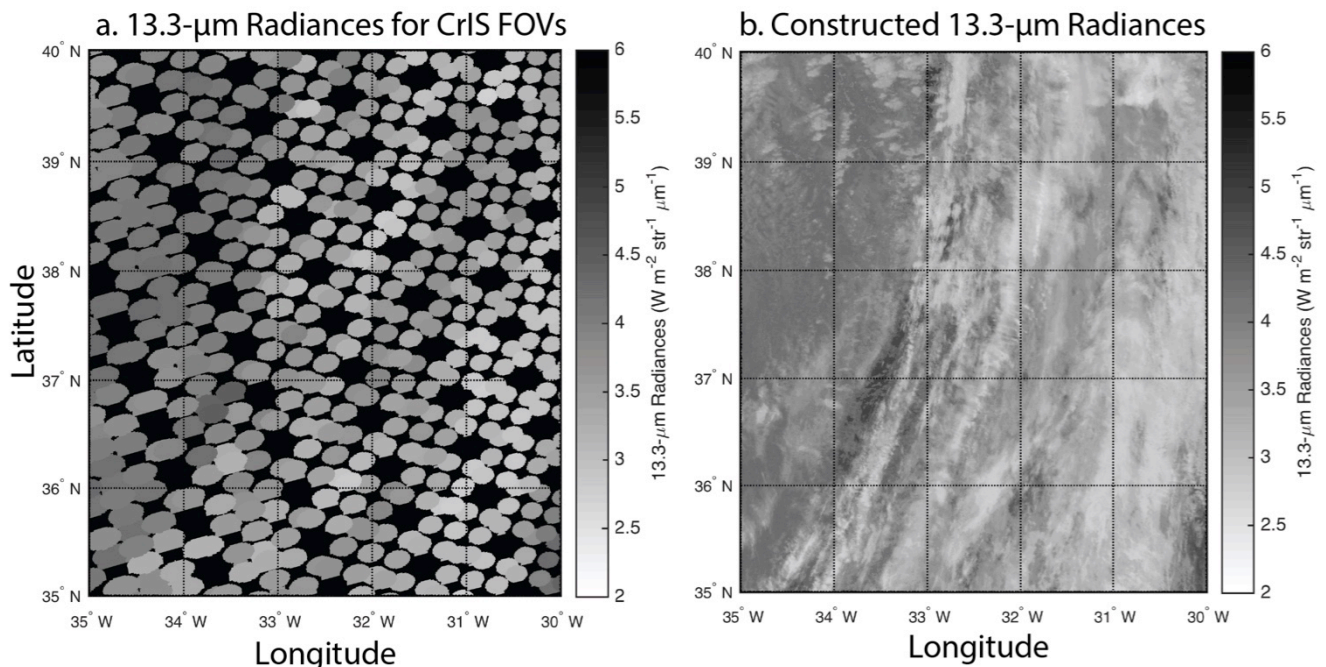 a. 13.3-μm Radiances for CrIS FOVs
40° N
39° N
38° N
37° N
36° N
35° N
Latitude
35° W
34° W
33° W
32° W
31° W
30° W
Longitude
6
5.5
5
4.5
4
3.5
3
2.5
2
13.3-μm Radiances (W m⁻² str⁻¹ μm⁻¹)
b. Constructed 13.3-μm Radiances
40° N
39° N
38° N
37° N
36° N
35° N
35° W
34° W
33° W
32° W
31° W
30° W
Longitude
6
5.5
5
4.5
4
3.5
3
2.5
2
13.3-μm Radiances (W m⁻² str⁻¹ μm⁻¹)